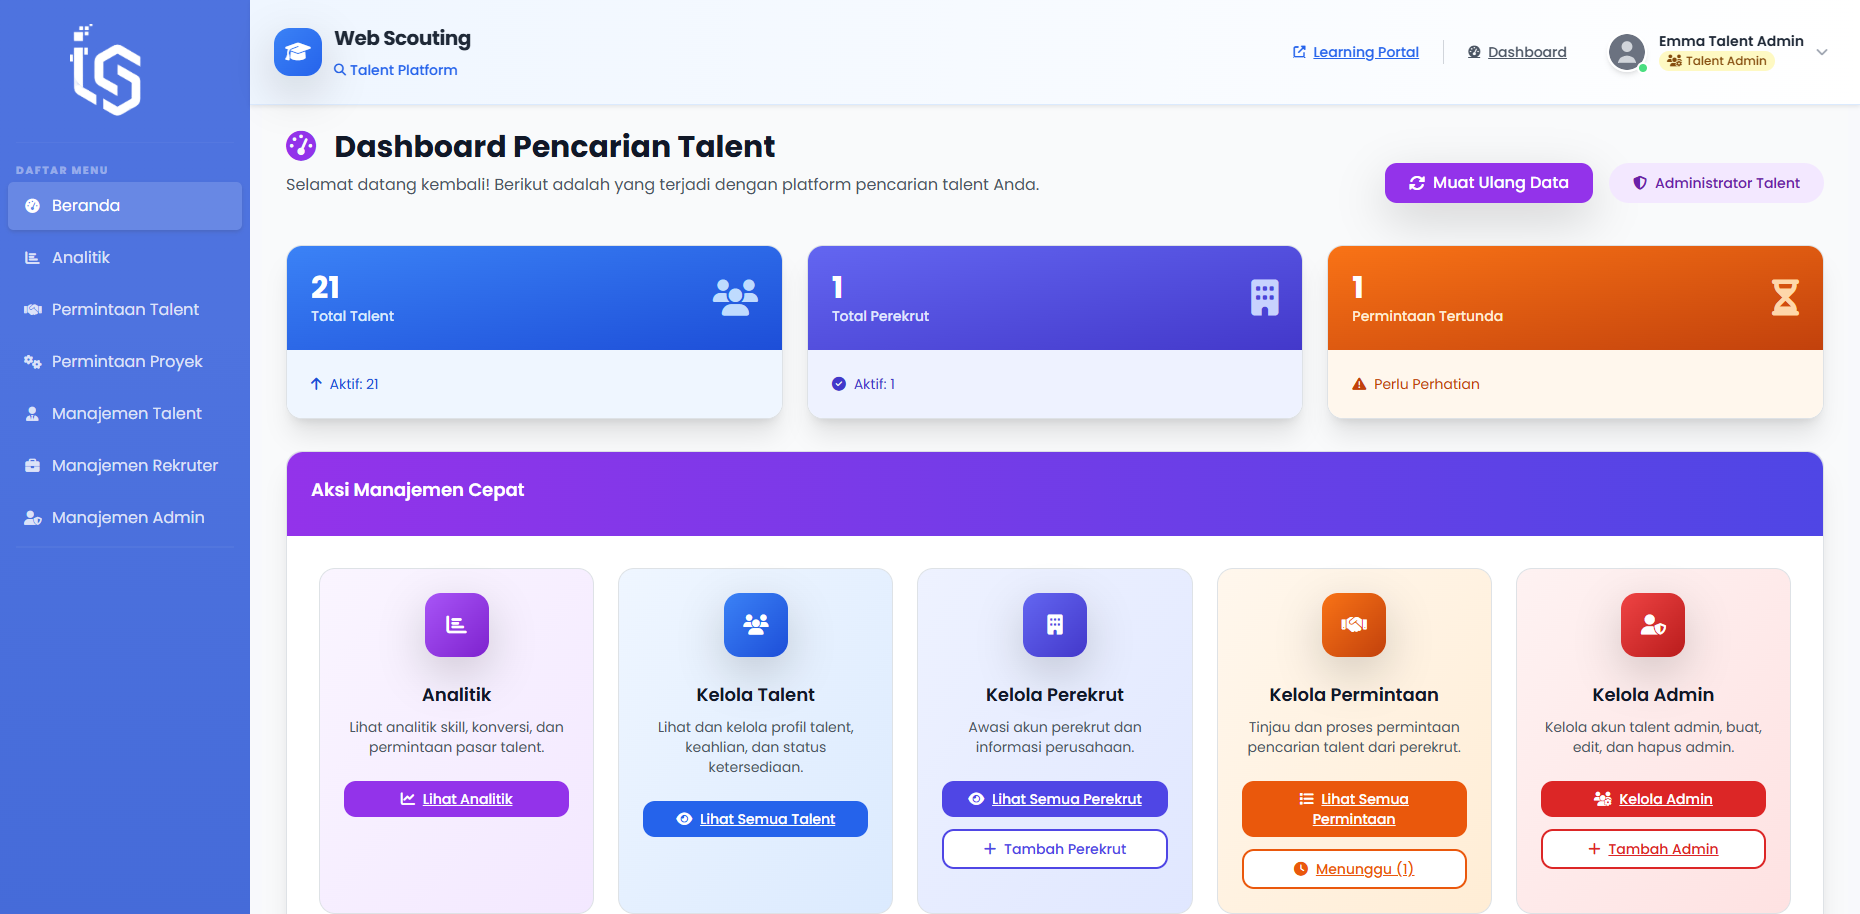 Web Scouting
Talent Platform
Learning Portal
Dashboard
Emma Talent Admin
Talent Admin
DAFTAR MENU
Beranda
Analitik
Permintaan Talent
Permintaan Proyek
Manajemen Talent
Manajemen Rekruter
Manajemen Admin
Dashboard Pencarian Talent
Selamat datang kembali! Berikut adalah yang terjadi dengan platform pencarian talent Anda.
Muat Ulang Data
Administrator Talent
21
Total Talent
Aktif: 21
1
Total Perekrut
Aktif: 1
1
Permintaan Tertunda
Perlu Perhatian
Aksi Manajemen Cepat
Analitik
Lihat analitik skill, konversi, dan
permintaan pasar talent.
Lihat Analitik
Kelola Talent
Lihat dan kelola profil talent,
keahlian, dan status
ketersediaan.
Lihat Semua Talent
Kelola Perekrut
Awasi akun perekrut dan
informasi perusahaan.
Lihat Semua Perekrut
+ Tambah Perekrut
Kelola Permintaan
Tinjau dan proses permintaan
pencarian talent dari perekrut.
Lihat Semua
Permintaan
Menunggu (1)
Kelola Admin
Kelola akun talent admin, buat,
edit, dan hapus admin.
Kelola Admin
+ Tambah Admin